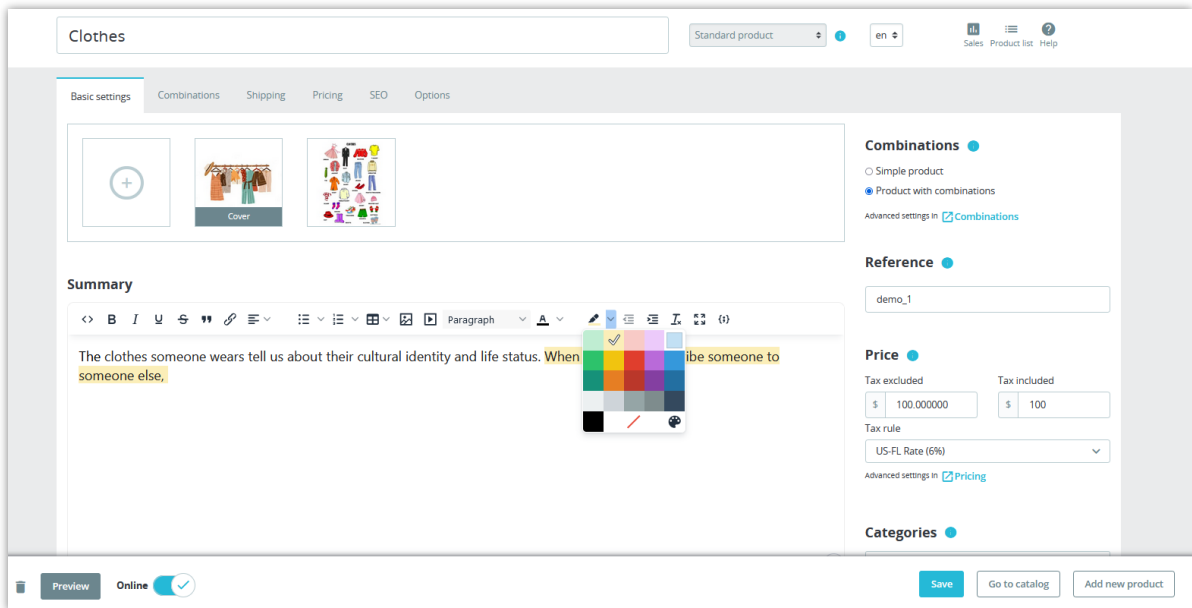 Clothes
Standard product
en
Sales Product list Help
Basic settings Combinations Shipping Pricing SEO Options
Cover
Combinations
Simple product
Product with combinations
Advanced settings in Combinations
Reference
demo_1
Summary
Paragraph
The clothes someone wears tell us about their cultural identity and life status. When ibe someone to
someone else,
Price
Tax excluded Tax included
$ 100.000000 $ 100
Tax rule
US-FL Rate (6%)
Advanced settings in Pricing
Categories
Preview Online Save Go to catalog Add new product